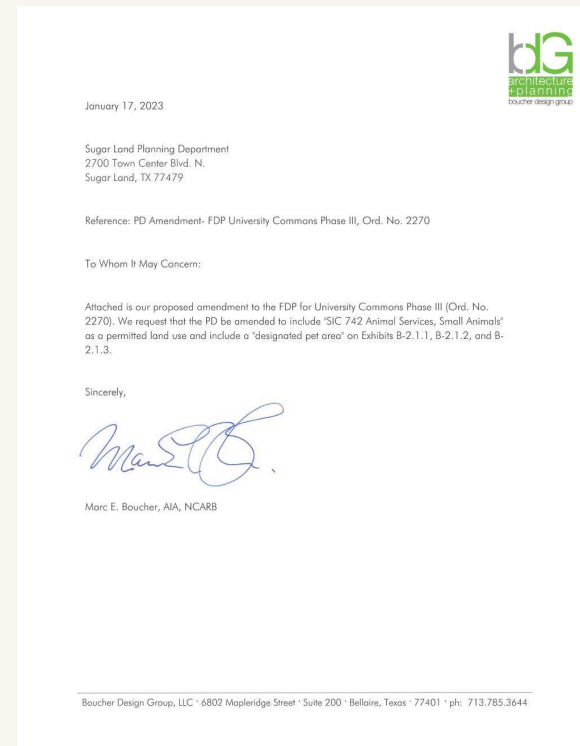 bdG
architecture
+planning
boucher design group
January 17, 2023
Sugar Land Planning Department
2700 Town Center Blvd. N.
Sugar Land, TX 77479
Reference: PD Amendment- FDP University Commons Phase III, Ord. No. 2270
To Whom It May Concern:
Attached is our proposed amendment to the FDP for University Commons Phase III (Ord. No.
2270). We request that the PD be amended to include "SIC 742 Animal Services, Small Animals"
as a permitted land use and include a "designated pet area" on Exhibits B-2.1.1, B-2.1.2, and B-
2.1.3.
Sincerely,
Marc E. Boucher, AIA, NCARB
Boucher Design Group, LLC · 6802 Mapleridge Street · Suite 200 · Bellaire, Texas · 77401 · ph: 713.785.3644